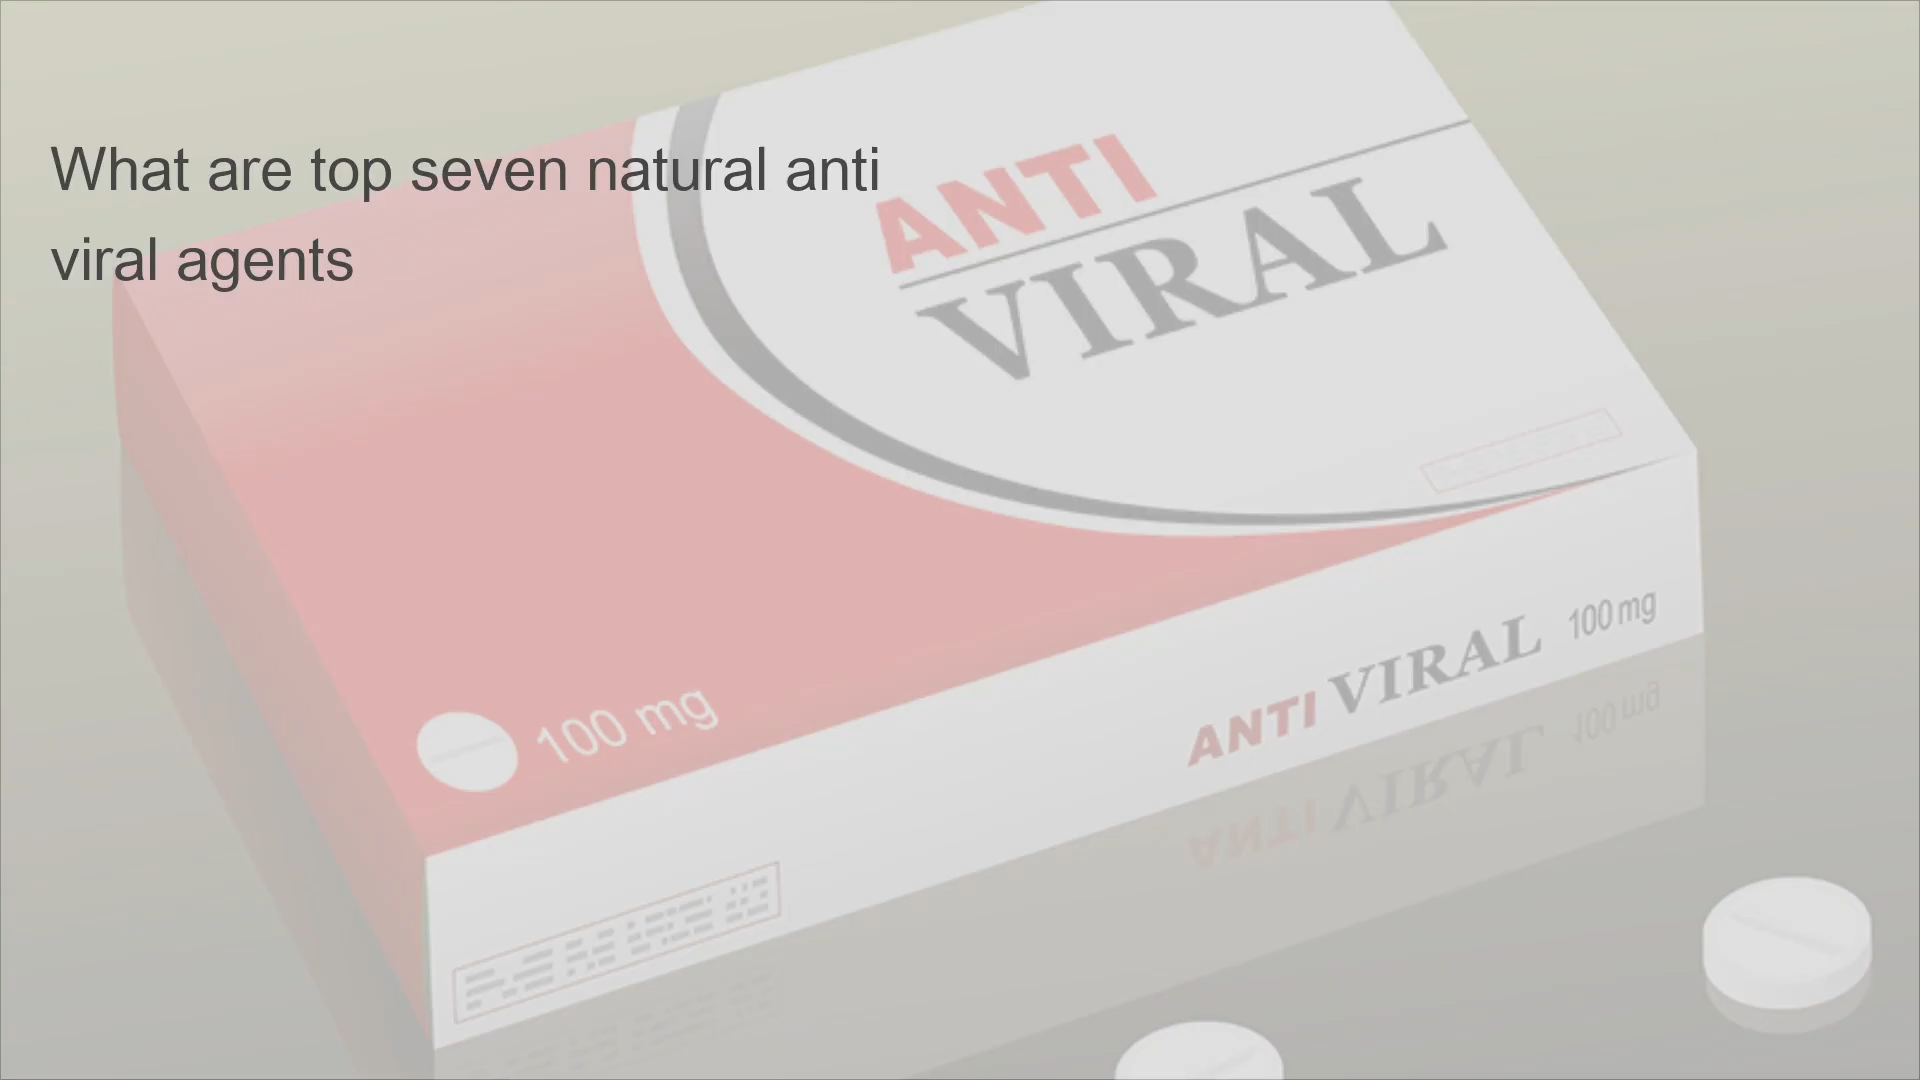 What are top seven natural anti
viral agents
ANTI
VIRAL
100 mg
ANTI VIRAL 100 mg